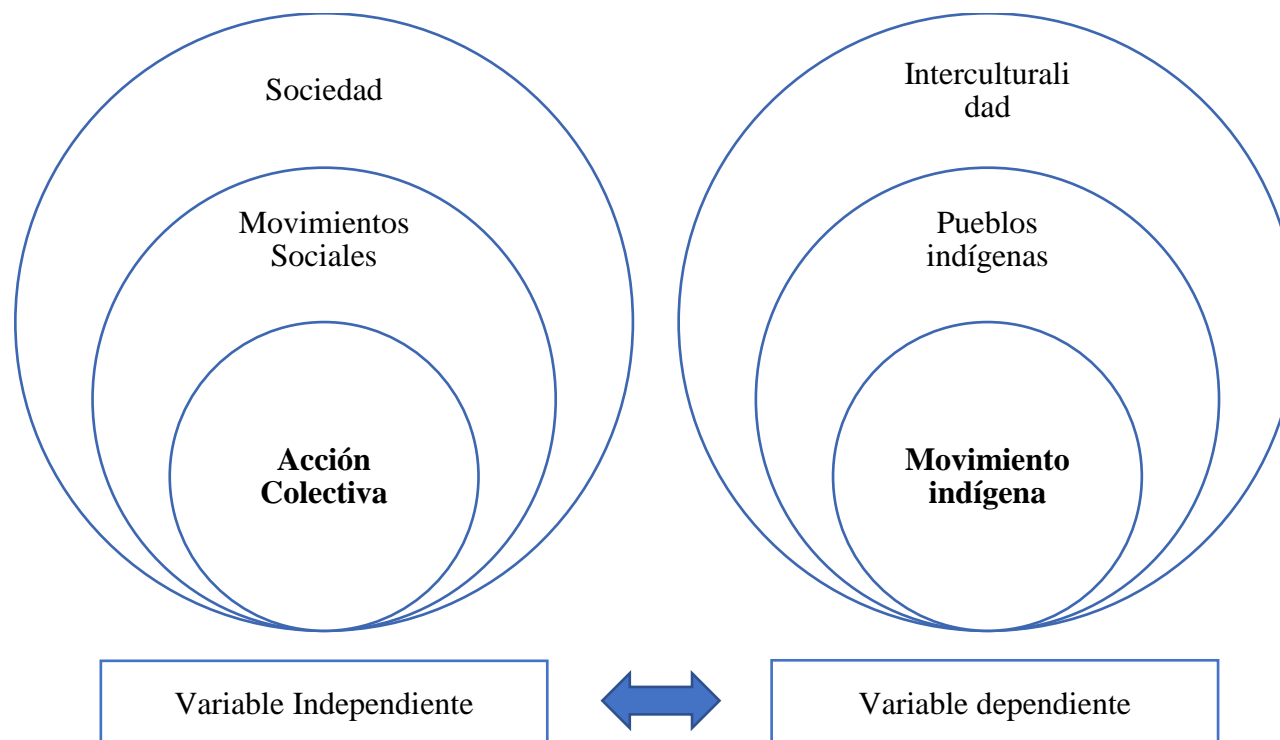 Sociedad
Movimientos
Sociales
Acción
Colectiva
Variable Independiente
Interculturali
dad
Pueblos
indígenas
Movimiento
indígena
Variable dependiente